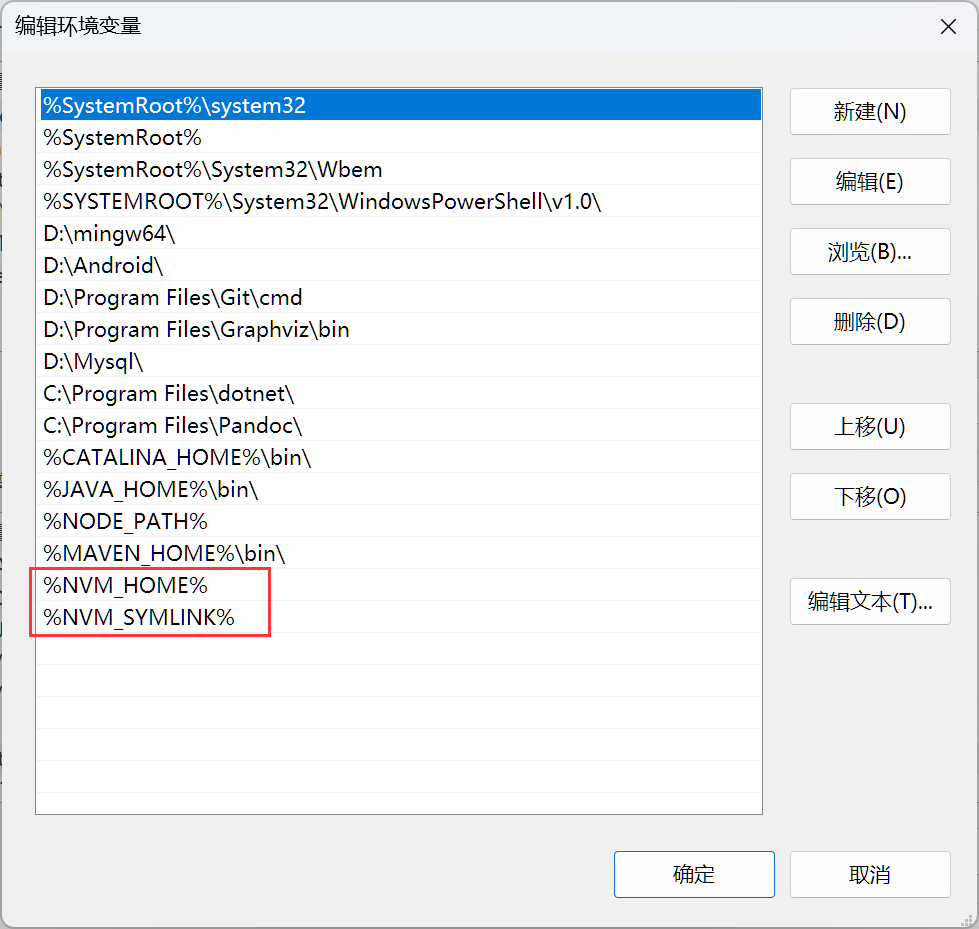 编辑环境变量
%SystemRoot%\system32
%SystemRoot%
%SystemRoot%\System32\Wbem
%SYSTEMROOT%\System32\WindowsPowerShell\v1.0\
D:\mingw64\
D:\Android\
D:\Program Files\Git\cmd
D:\Program Files\Graphviz\bin
D:\Mysql\
C:\Program Files\dotnet\
C:\Program Files\Pandoc\
%CATALINA_HOME%\bin\
%JAVA_HOME%\bin\
%NODE_PATH%
%MAVEN_HOME%\bin\
%NVM_HOME%
%NVM_SYMLINK%
新建(N)
编辑(E)
浏览(B)...
删除(D)
上移(U)
下移(O)
编辑文本(T)...
确定
取消